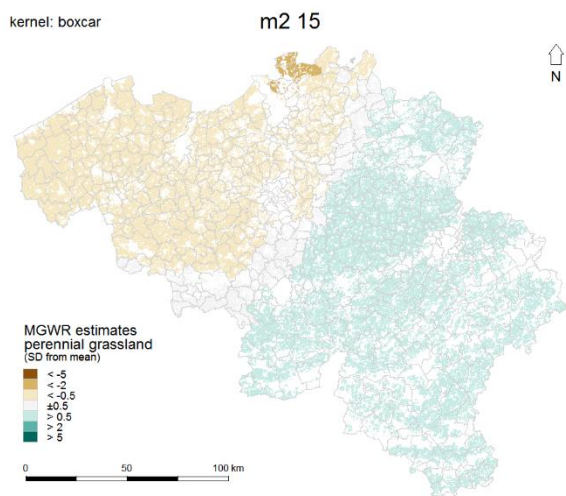 kernel: boxcar
m2 15
N
MGWR estimates
perennial grassland
(SD from mean)
< -5
< -2
< -0.5
±0.5
> 0.5
> 2
> 5
0 50 100 km